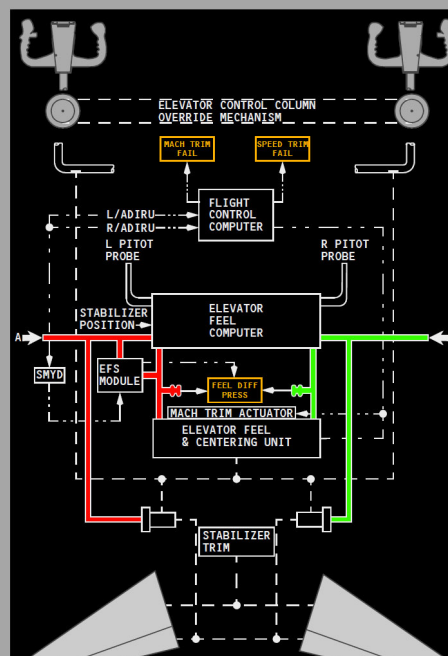 ELEVATOR CONTROL COLUMN
OVERRIDE MECHANISM
MACH TRIM
FAIL
SPEED TRIM
FAIL
FLIGHT
CONTROL
COMPUTER
L/ADIRU
R/ADIRU
L PITOT
PROBE
R PITOT
PROBE
ELEVATOR
FEEL
COMPUTER
STABILIZER
POSITION
A
EFS
MODULE
SMYD
FEEL DIFF
PRESS
MACH TRIM ACTUATOR
ELEVATOR FEEL
& CENTERING UNIT
STABILIZER
TRIM